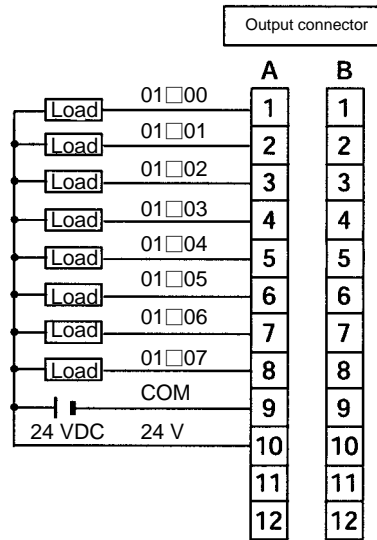 Output connector
A B
01□00
Load 1 1
01□01
Load 2 2
01□02
Load 3 3
01□03
Load 4 4
01□04
Load 5 5
01□05
Load 6 6
01□06
Load 7 7
01□07
Load 8 8
COM
9 9
24 VDC 24 V
10 10
11 11
12 12